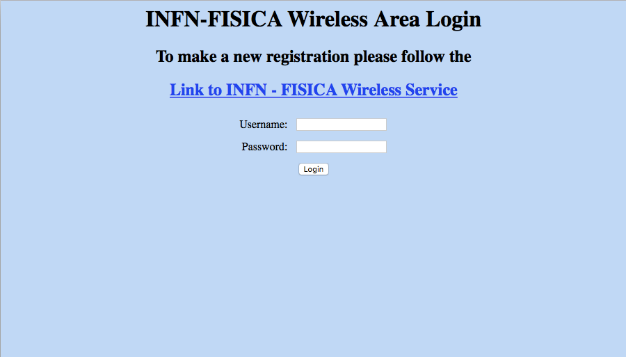 INFN-FISICA Wireless Area Login
To make a new registration please follow the
Link to INFN - FISICA Wireless Service
Username:
Password:
Login